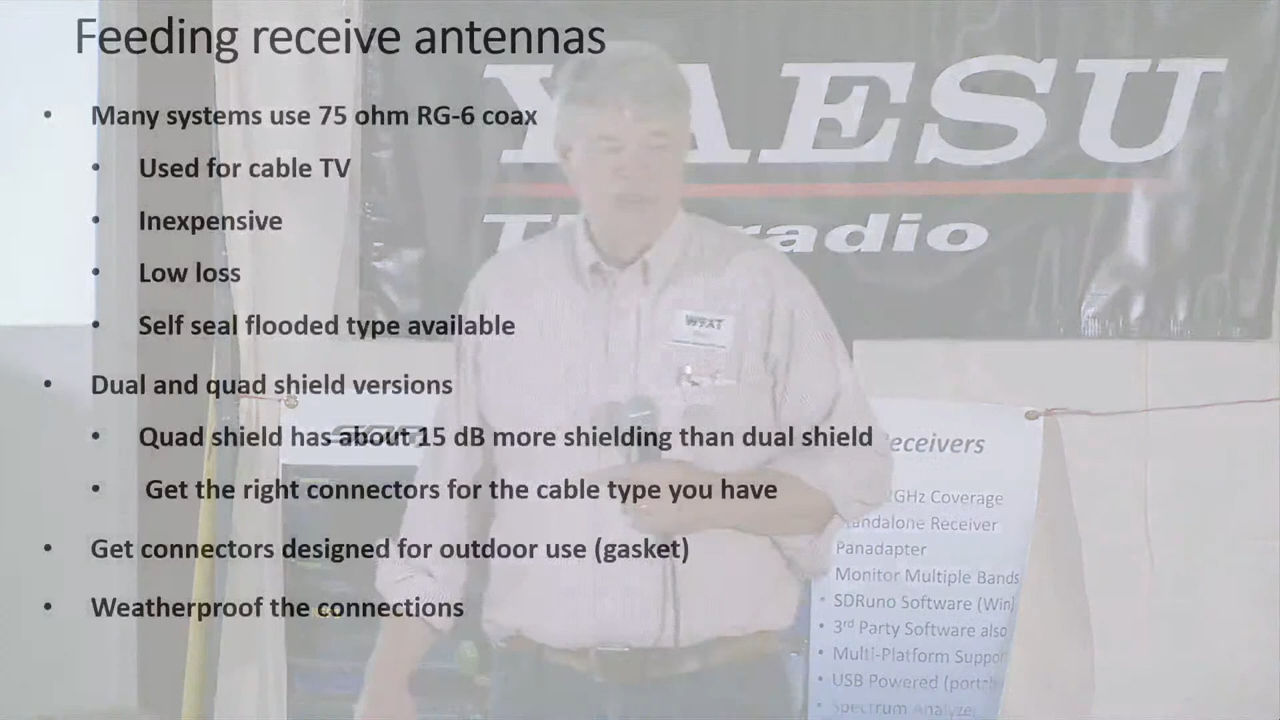 Feeding receive antennas
• Many systems use 75 ohm RG-6 coax
• Used for cable TV
• Inexpensive
• Low loss
• Self seal flooded type available
• Dual and quad shield versions
• Quad shield has about 15 dB more shielding than dual shield
• Get the right connectors for the cable type you have
• Get connectors designed for outdoor use (gasket)
• Weatherproof the connections
YAESU
radio
eceivers
GHz Coverage
andalone Receiver
Panadapter
Monitor Multiple Bands
• SDRuno Software (Win)
• 3rd Party Software also
• Multi-Platform Suppor
• USB Powered (porta
• Spectrum Analyze